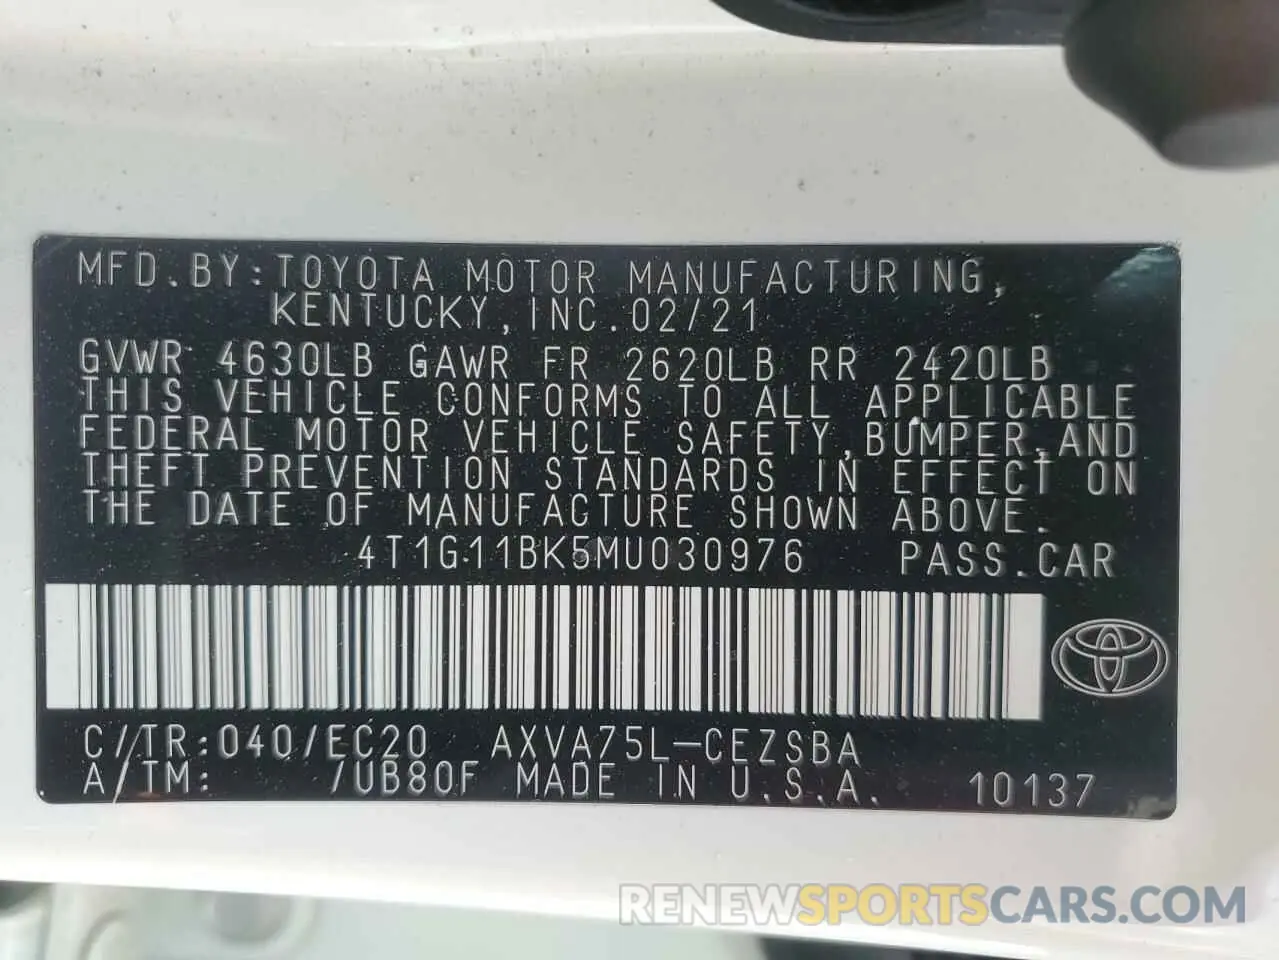 MFD.BY:TOYOTA MOTOR MANUFACTURING,
KENTUCKY,INC.02/21
GVWR 4630LB GAWR FR 2620LB RR 2420LB
THIS VEHICLE CONFORMS TO ALL APPLICABLE
FEDERAL MOTOR VEHICLE SAFETY,BUMPER,AND
THEFT PREVENTION STANDARDS IN EFFECT ON
THE DATE OF MANUFACTURE SHOWN ABOVE.
4T1G11BK5MU030976 PASS.CAR
C/TR:040/EC20 AXVA75L-CEZSBA
A/TM: /UB80F MADE IN U.S.A. 10137
RENEWSPORTSCARS.COM